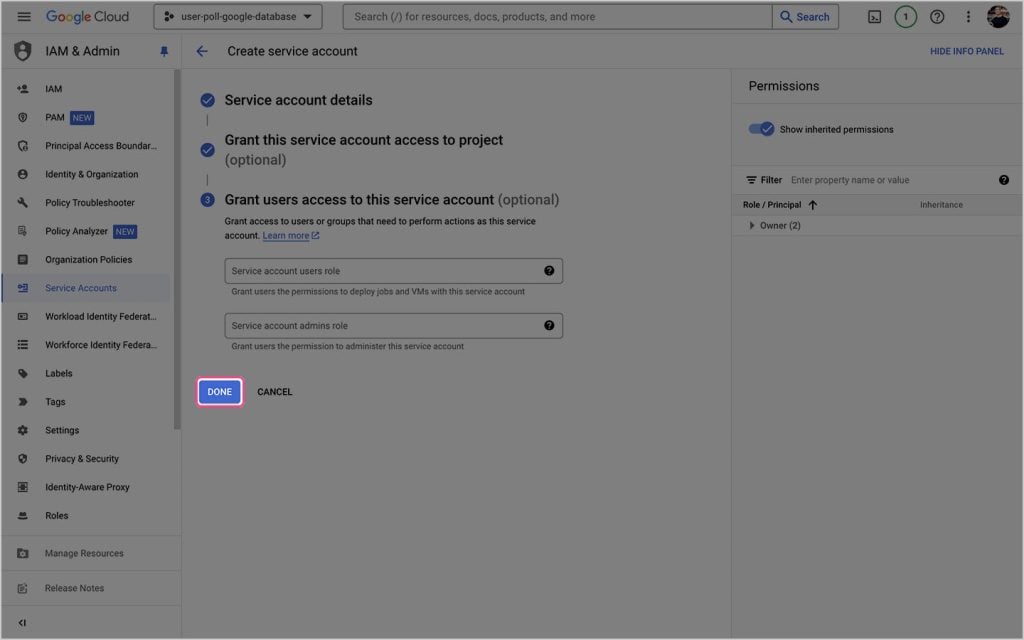 Google Cloud
user-poll-google-database
Search (/) for resources, docs, products, and more
Search
1
IAM & Admin
Create service account
HIDE INFO PANEL
IAM
PAM NEW
Principal Access Boundar...
Identity & Organization
Policy Troubleshooter
Policy Analyzer NEW
Organization Policies
Service Accounts
Workload Identity Federat...
Workforce Identity Federa...
Labels
Tags
Settings
Privacy & Security
Identity-Aware Proxy
Roles
Manage Resources
Release Notes
Service account details
Grant this service account access to project
(optional)
3 Grant users access to this service account (optional)
Grant access to users or groups that need to perform actions as this service
account. Learn more
Service account users role
Grant users the permissions to deploy jobs and VMs with this service account
Service account admins role
Grant users the permission to administer this service account
DONE CANCEL
Permissions
Show inherited permissions
Filter Enter property name or value
Role / Principal Inheritance
Owner (2)